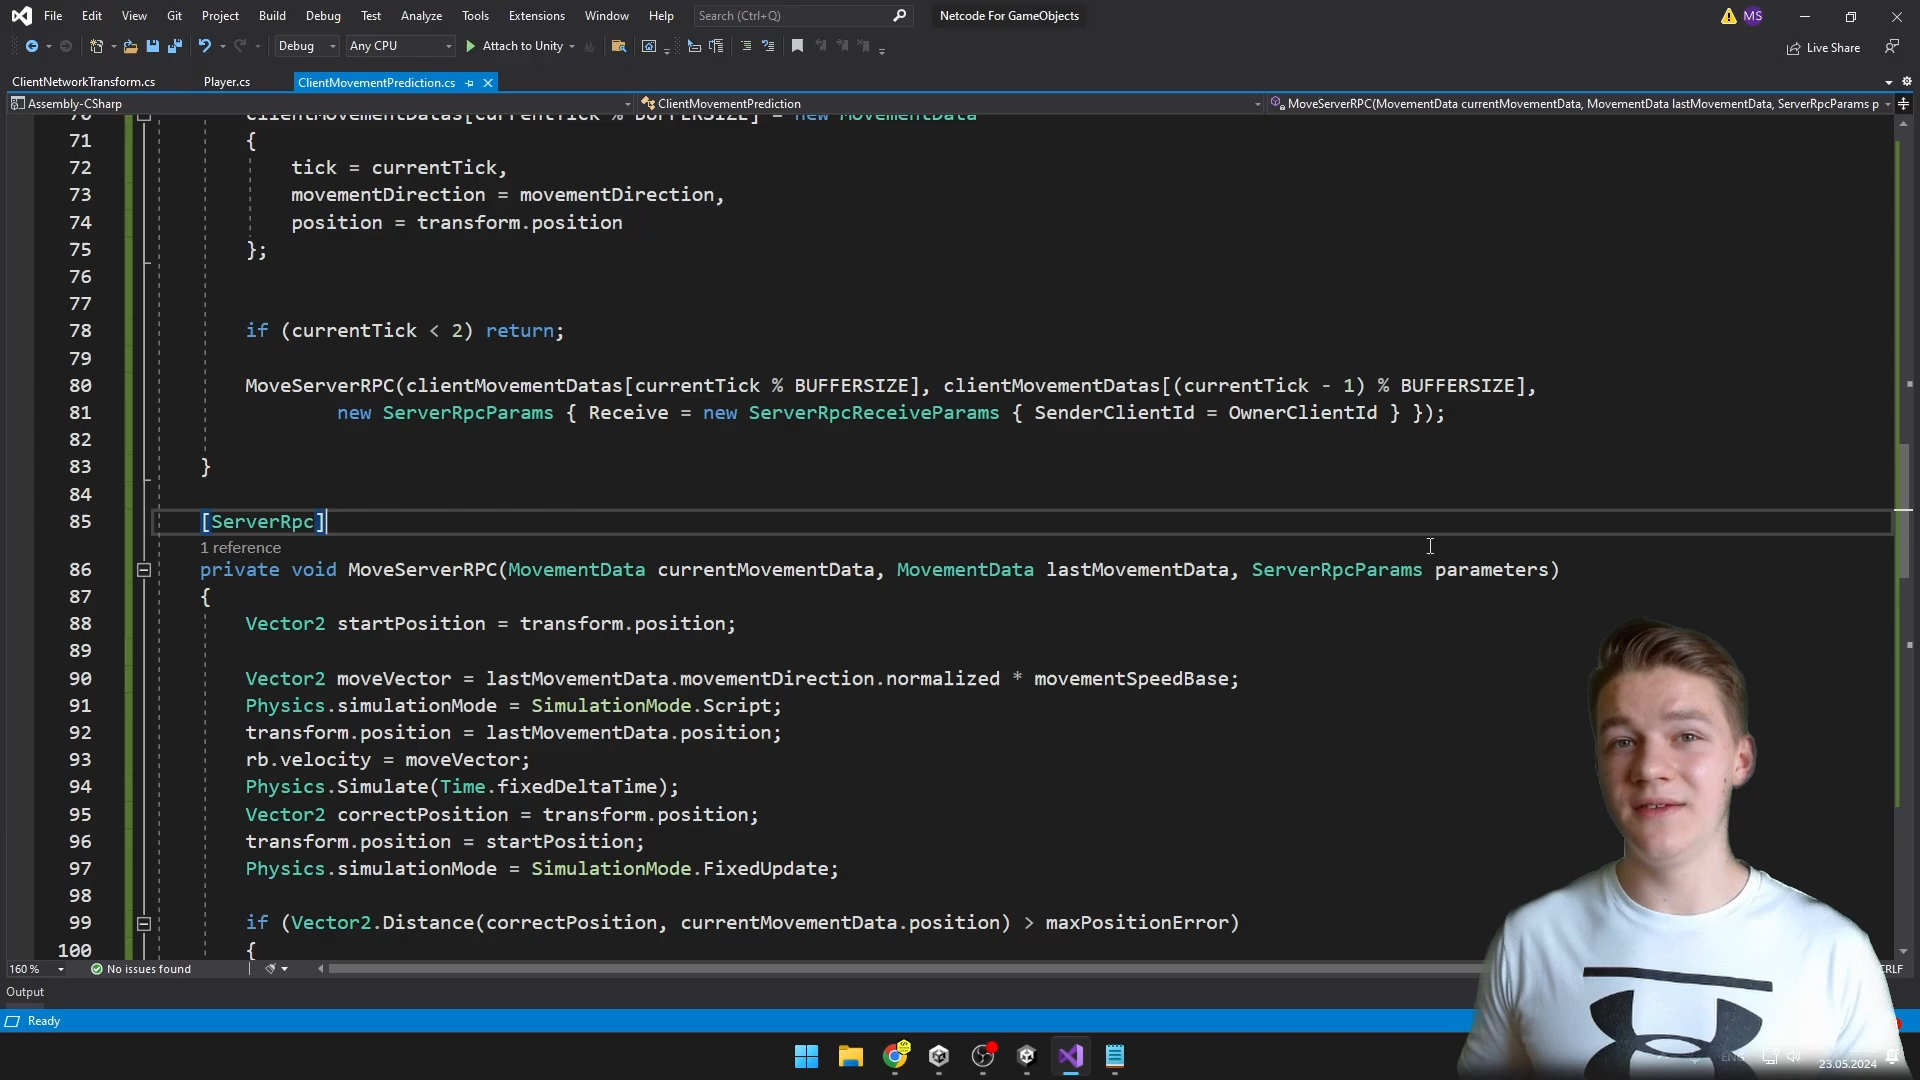 File Edit View Git Project Build Debug Test Analyze Tools Extensions Window Help Search (Ctrl+Q) Netcode For GameObjects MS
Debug Any CPU Attach to Unity Live Share
ClientNetworkTransform.cs Player.cs ClientMovementPrediction.cs
Assembly-CSharp ClientMovementPrediction MoveServerRPC(MovementData currentMovementData, MovementData lastMovementData, ServerRpcParams p
70 clientMovementDatas[currentTick % BUFFERSIZE] = new MovementData
71 {
72 tick = currentTick,
73 movementDirection = movementDirection,
74 position = transform.position
75 };
76
77
78 if (currentTick < 2) return;
79
80 MoveServerRPC(clientMovementDatas[currentTick % BUFFERSIZE], clientMovementDatas[(currentTick - 1) % BUFFERSIZE],
81 new ServerRpcParams { Receive = new ServerRpcReceiveParams { SenderClientId = OwnerClientId } });
82
83 }
84
85 [ServerRpc]
1 reference
86 private void MoveServerRPC(MovementData currentMovementData, MovementData lastMovementData, ServerRpcParams parameters)
87 {
88 Vector2 startPosition = transform.position;
89
90 Vector2 moveVector = lastMovementData.movementDirection.normalized * movementSpeedBase;
91 Physics.simulationMode = SimulationMode.Script;
92 transform.position = lastMovementData.position;
93 rb.velocity = moveVector;
94 Physics.Simulate(Time.fixedDeltaTime);
95 Vector2 correctPosition = transform.position;
96 transform.position = startPosition;
97 Physics.simulationMode = SimulationMode.FixedUpdate;
98
99 if (Vector2.Distance(correctPosition, currentMovementData.position) > maxPositionError)
100 {
160 % No issues found CRLF
Output
Ready
ENG 23.05.2024